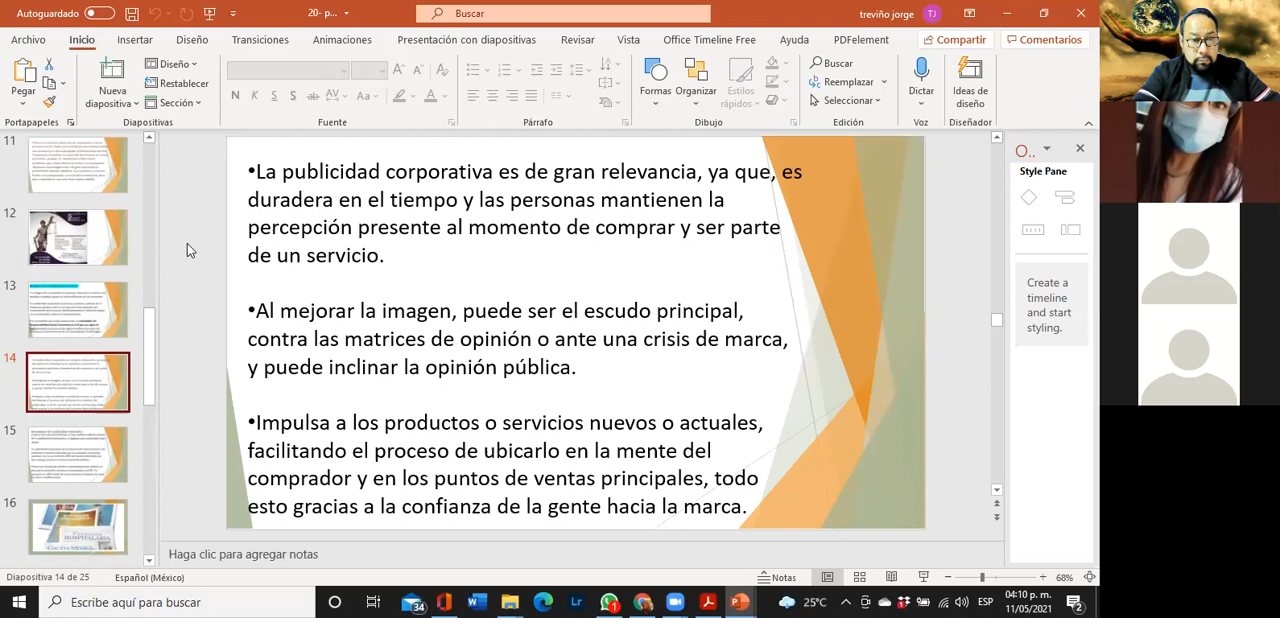 Autoguardado
20- p...
Buscar
treviño jorge
TJ
Archivo Inicio Insertar Diseño Transiciones Animaciones Presentación con diapositivas Revisar Vista Office Timeline Free Ayuda PDFelement Compartir Comentarios
Pegar
Nueva
diapositiva
Diseño
Restablecer
Sección
N K S S ab AV Aa A
Formas Organizar Estilos
rápidos
Buscar
Reemplazar
Seleccionar
Dictar
Ideas de
diseño
Portapapeles Diapositivas Fuente Párrafo Dibujo Edición Voz Diseñador
11
12
13
14
15
16
•La publicidad corporativa es de gran relevancia, ya que, es
duradera en el tiempo y las personas mantienen la
percepción presente al momento de comprar y ser parte
de un servicio.
•Al mejorar la imagen, puede ser el escudo principal,
contra las matrices de opinión o ante una crisis de marca,
y puede inclinar la opinión pública.
•Impulsar los productos o servicios nuevos o actuales,
facilitando el proceso de ubicarlo en la mente del
comprador y en los puntos de ventas principales, todo
esto gracias a la confianza de la gente hacia la marca.
O..
Style Pane
Create a
timeline
and start
styling.
Haga clic para agregar notas
Diapositiva 14 de 25 Español (México) Notas 68%
Escribe aquí para buscar
34
1
25°C
ESP
04:10 p. m.
11/05/2021
2